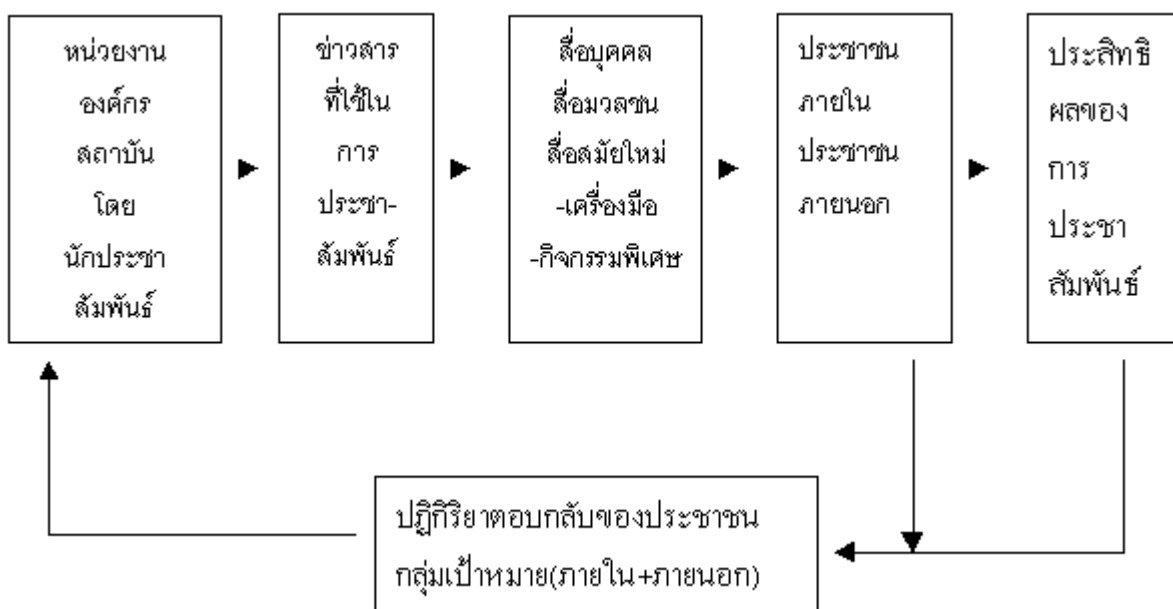 หน่วยงาน
องค์กร
สถาบัน
โดย
นักประชา
สัมพันธ์
ข่าวสาร
ที่ใช้ใน
การ
ประชา-
สัมพันธ์
สื่อบุคคล
สื่อมวลชน
สื่อสมัยใหม่
-เครื่องมือ
-กิจกรรมพิเศษ
ประชาชน
ภายใน
ประชาชน
ภายนอก
ประสิทธิ
ผลของ
การ
ประชา
สัมพันธ์
ปฏิกิริยาตอบกลับของประชาชน
กลุ่มเป้าหมาย(ภายใน+ภายนอก)